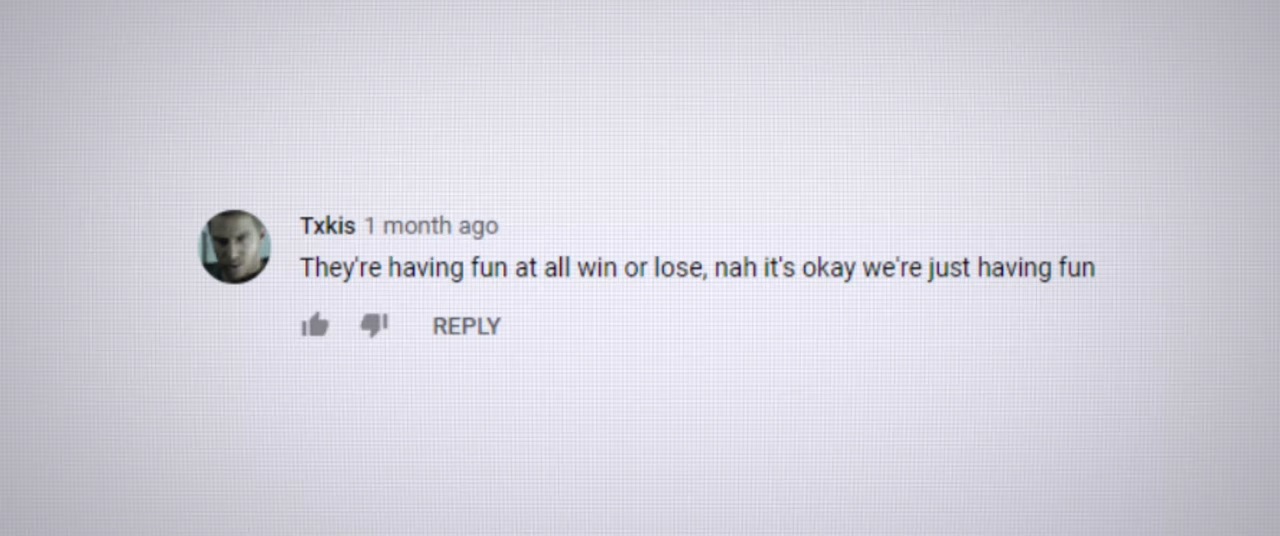 Txkis 1 month ago
They're having fun at all win or lose, nah it's okay we're just having fun
REPLY